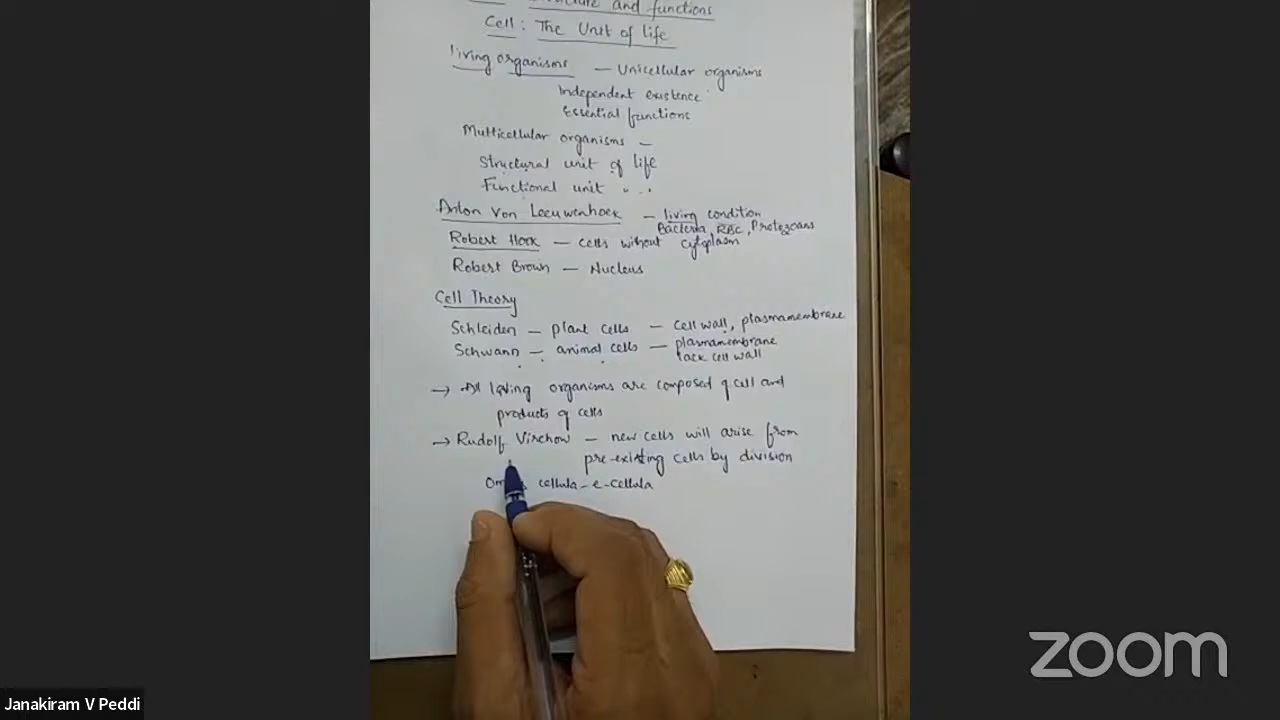 and functions
Cell : The Unit of life
living organisms — Unicellular organisms
Independent existence
Essential functions
Multicellular organisms —
Structural unit of life
Functional unit " . .
Anton Von Leeuwenhoek — living condition
Bacteria, RBC, Protozoans
Robert Hook — cells without cytoplasm
Robert Brown — Nucleus
Cell Theory
Schleiden — plant cells — cell wall, plasmamembrane
Schwann — animal cells — plasmamembrane
lack cell wall
→ All living organisms are composed of cell and
products of cells
→ Rudolf Virchow — new cells will arise from
pre-existing cells by division
cellula - e - cellula
Janakiram V Peddi
zoom